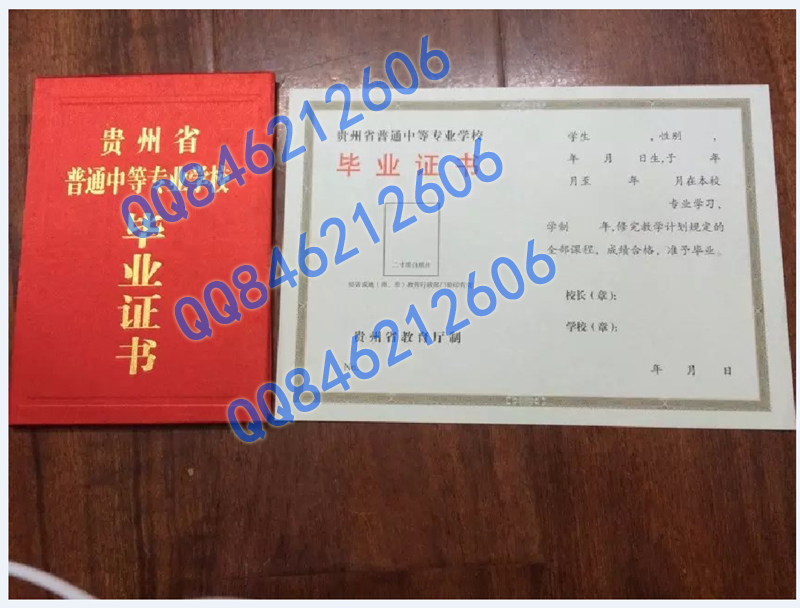 贵州省
普通中等专业学校
毕业证书
贵州省普通中等专业学校
毕业证书
二寸照片
贵州省教育厅制
No
学生 ，性别 ，
年 月 日生,于 年
月至 年 月在本校
专业学习,
学制 年,修完教学计划规定的
全部课程，成绩合格，准予毕业。
校长（章）：
学校（章）：
年 月 日
QQ846212606
QQ846212606
QQ846212606